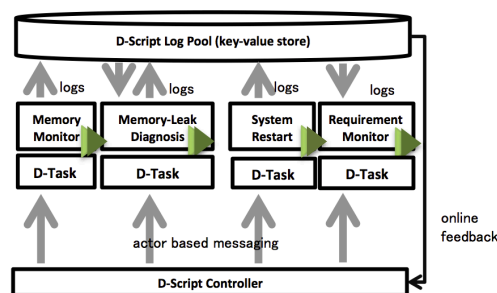 D-Script Log Pool (key-value store)
logs
logs
logs
logs
Memory
Monitor
Memory-Leak
Diagnosis
System
Restart
Requirement
Monitor
D-Task
D-Task
D-Task
D-Task
online
feedback
actor based messaging
D-Script Controller